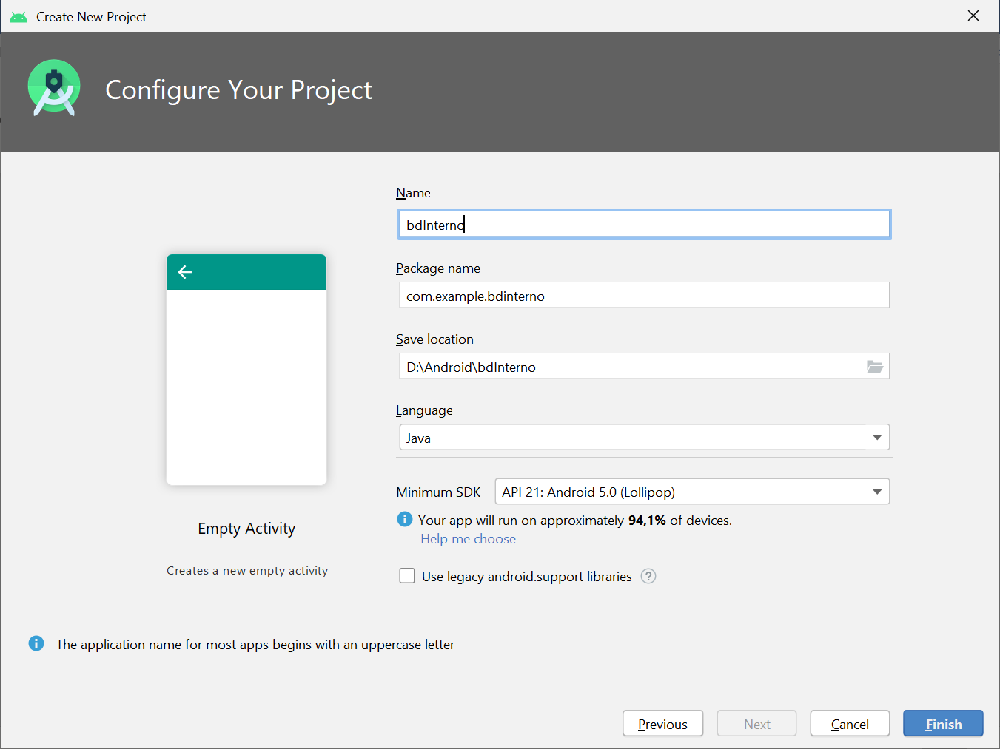 Create New Project
Configure Your Project
Name
bdInterno
Package name
com.example.bdinterno
Save location
D:\Android\bdInterno
Language
Java
Minimum SDK API 21: Android 5.0 (Lollipop)
Your app will run on approximately 94,1% of devices.
Help me choose
Use legacy android.support libraries ?
Empty Activity
Creates a new empty activity
The application name for most apps begins with an uppercase letter
Previous Next Cancel Finish